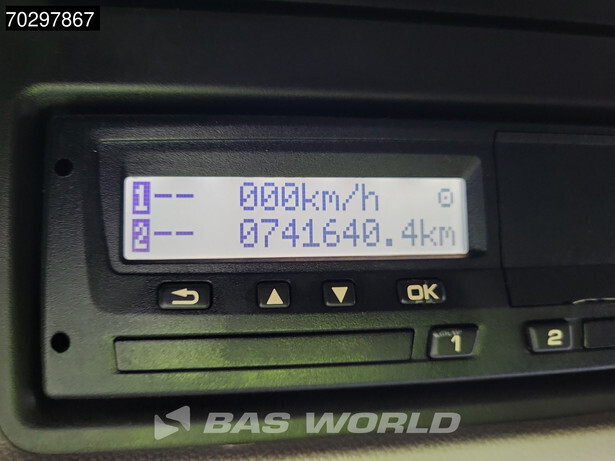 70297867
1-- 000km/h
2-- 0741640.4km
OK
1 2
BAS WORLD